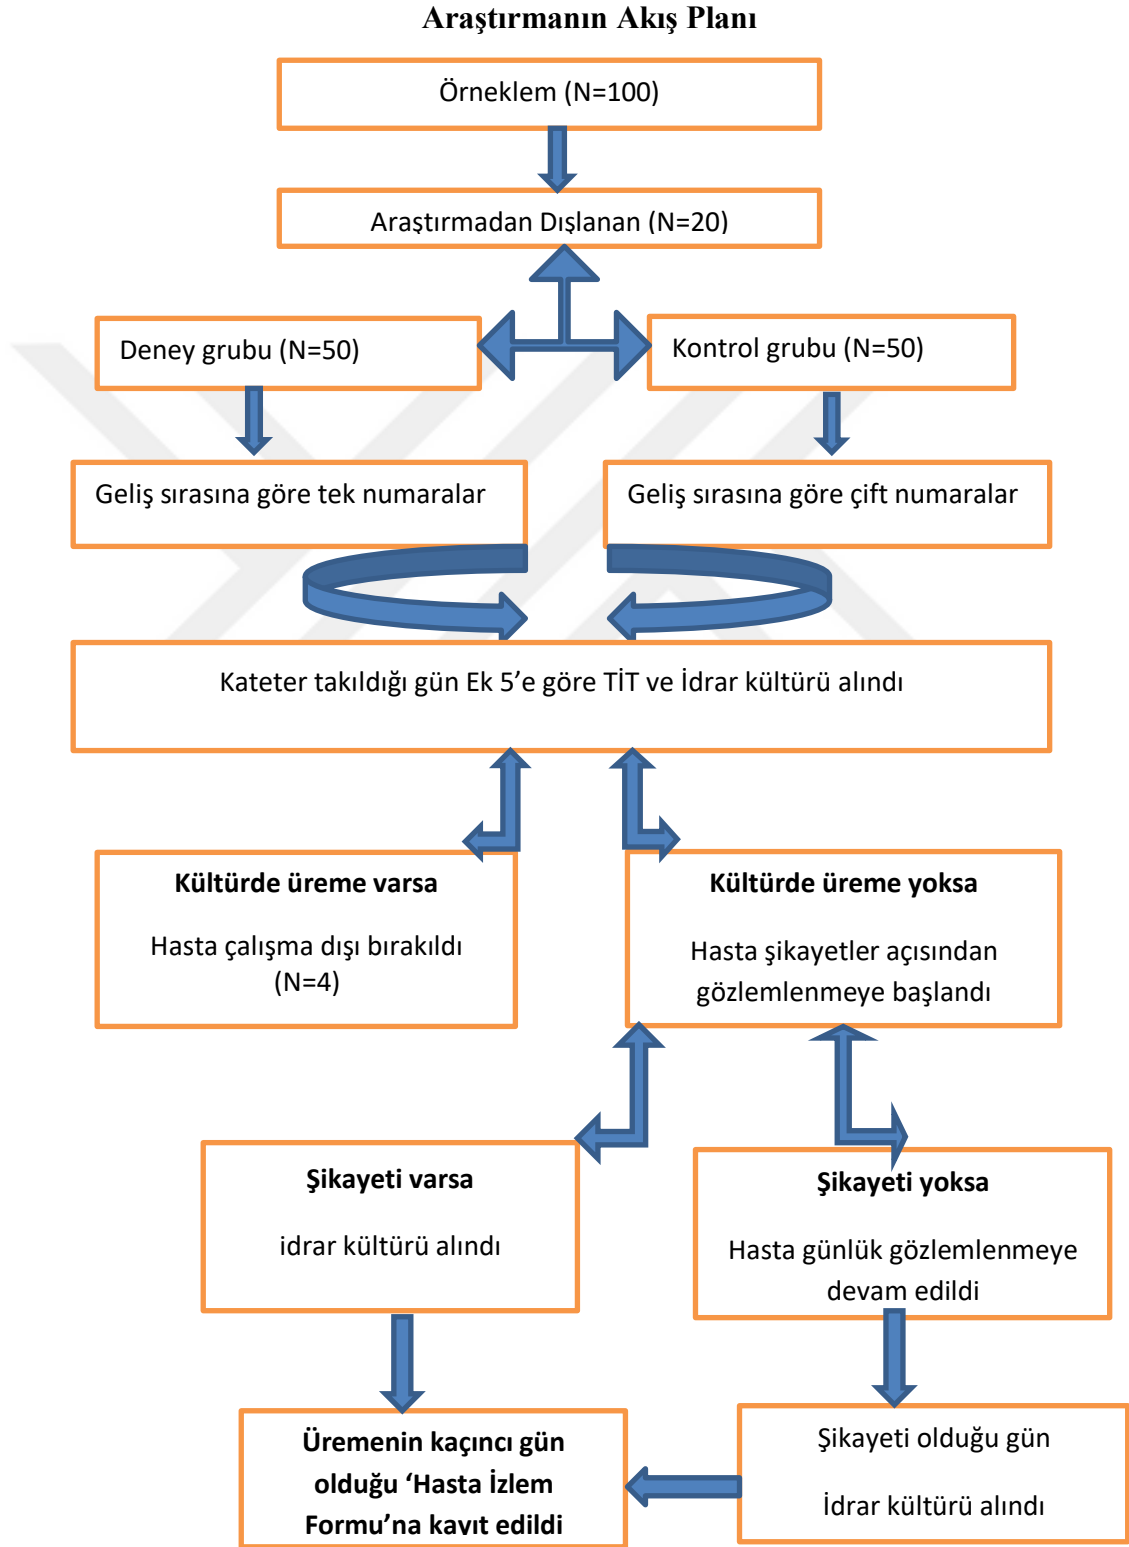 Araştırmanın Akış Planı
Örneklem (N=100)
Araştırmadan Dışlanan (N=20)
Deney grubu (N=50)
Kontrol grubu (N=50)
Geliş sırasına göre tek numaralar
Geliş sırasına göre çift numaralar
Kateter takıldığı gün Ek 5’e göre TİT ve İdrar kültürü alındı
Kültürde üreme varsa
Hasta çalışma dışı bırakıldı
(N=4)
Kültürde üreme yoksa
Hasta şikayetler açısından
gözlemlenmeye başlandı
Şikayeti varsa
idrar kültürü alındı
Şikayeti yoksa
Hasta günlük gözlemlenmeye
devam edildi
Üremenin kaçıncı gün
olduğu ‘Hasta İzlem
Formu’na kayıt edildi
Şikayeti olduğu gün
İdrar kültürü alındı